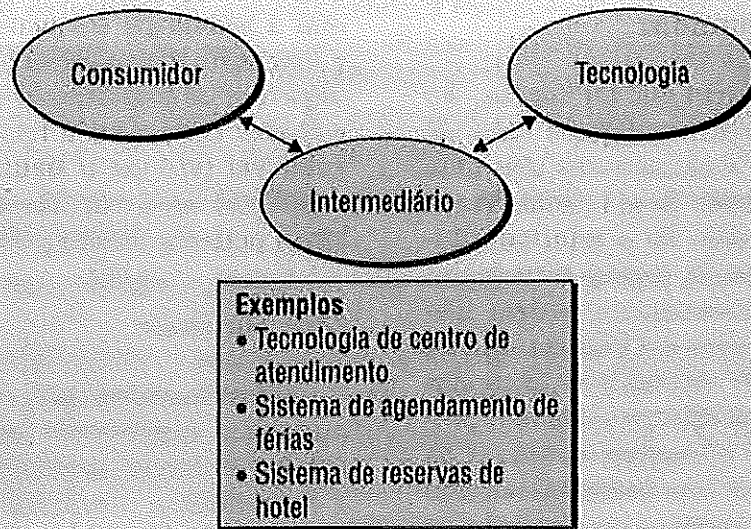 Consumidor
Tecnologia
Intermediário
Exemplos
• Tecnologia de centro de
atendimento
• Sistema de agendamento de
férias
• Sistema de reservas de
hotel